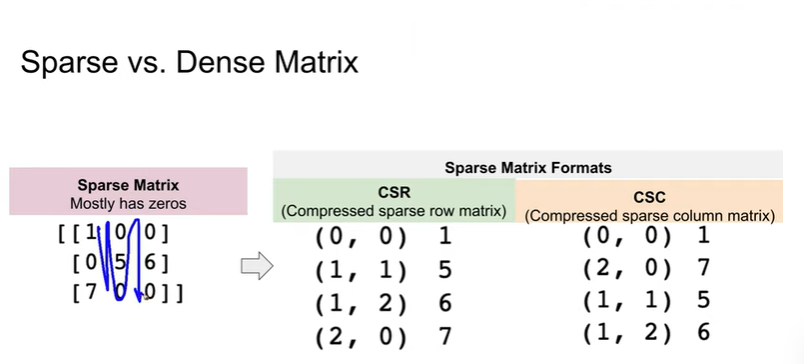 Sparse vs. Dense Matrix
Sparse Matrix
Mostly has zeros
[[1 0 0]
[0 5 6]
[7 0 0]]
Sparse Matrix Formats
CSR
(Compressed sparse row matrix)
(0, 0) 1
(1, 1) 5
(1, 2) 6
(2, 0) 7
CSC
(Compressed sparse column matrix)
(0, 0) 1
(2, 0) 7
(1, 1) 5
(1, 2) 6